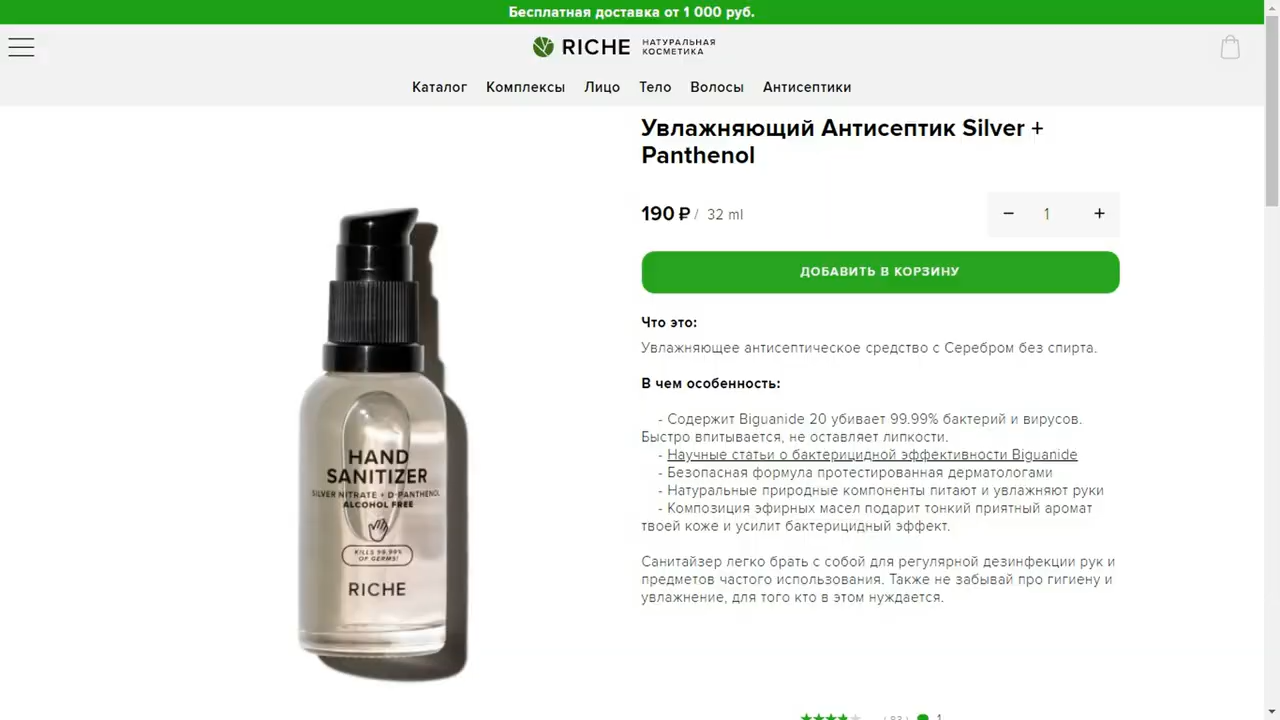 Бесплатная доставка от 1 000 руб.
RICHE НАТУРАЛЬНАЯ КОСМЕТИКА
Каталог Комплексы Лицо Тело Волосы Антисептики
Увлажняющий Антисептик Silver +
Panthenol
190 ₽ / 32 ml
− 1 +
ДОБАВИТЬ В КОРЗИНУ
Что это:
Увлажняющее антисептическое средство с Серебром без спирта.
В чем особенность:
- Содержит Biguanide 20 убивает 99.99% бактерий и вирусов.
Быстро впитывается, не оставляет липкости.
- Научные статьи о бактерицидной эффективности Biguanide
- Безопасная формула протестированная дерматологами
- Натуральные природные компоненты питают и увлажняют руки
- Композиция эфирных масел подарит тонкий приятный аромат
твоей коже и усилит бактерицидный эффект.
Санитайзер легко брать с собой для регулярной дезинфекции рук и
предметов частого использования. Также не забывай про гигиену и
увлажнение, для того кто в этом нуждается.
HAND
SANITIZER
SILVER NITRATE + D-PANTHENOL
ALCOHOL FREE
KILLS 99.99%
OF GERMS!
RICHE